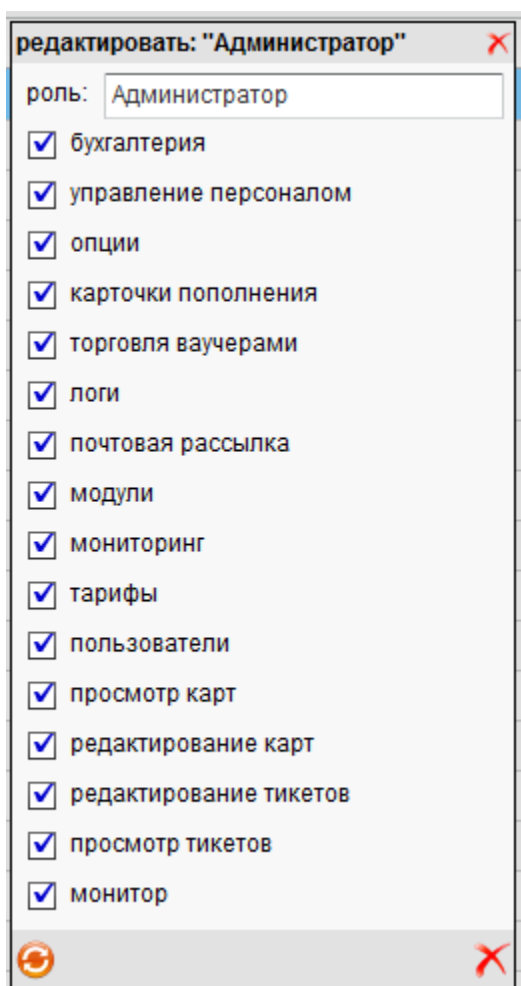 редактировать: "Администратор"
роль: Администратор
бухгалтерия
управление персоналом
опции
карточки пополнения
торговля ваучерами
логи
почтовая рассылка
модули
мониторинг
тарифы
пользователи
просмотр карт
редактирование карт
редактирование тикетов
просмотр тикетов
монитор